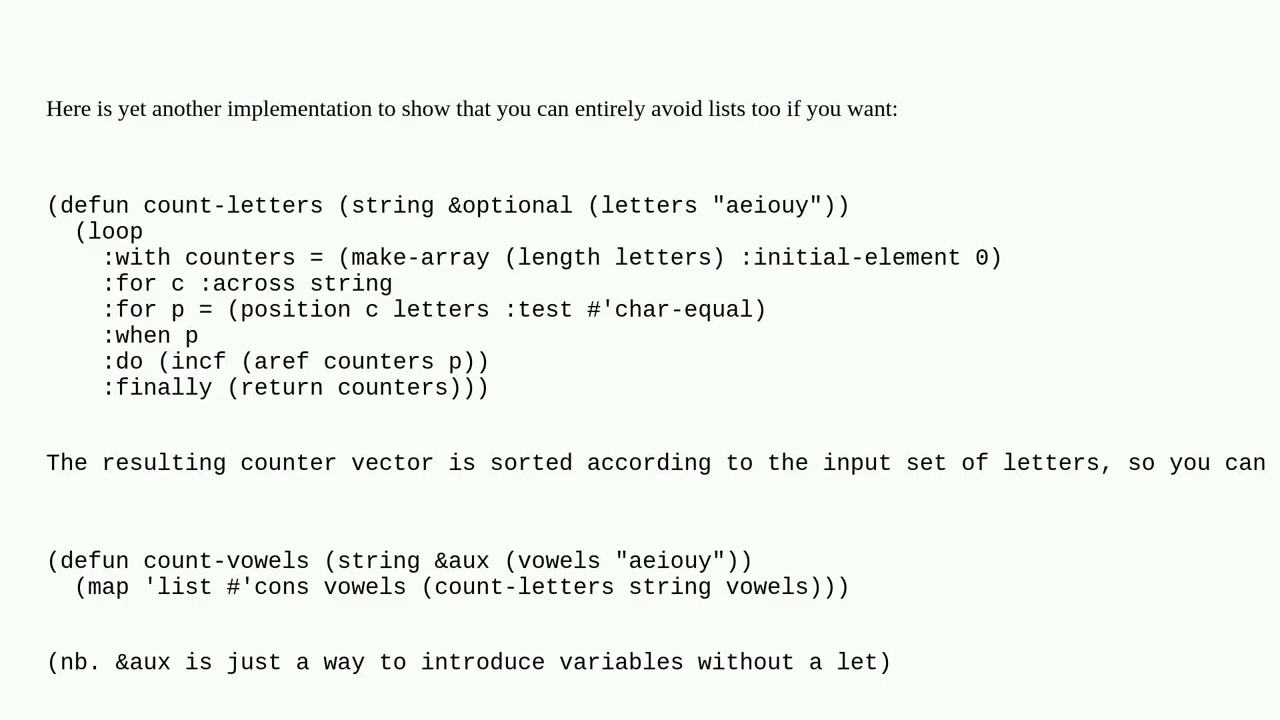 Here is yet another implementation to show that you can entirely avoid lists too if you want:
(defun count-letters (string &optional (letters "aeiouy"))
  (loop
    :with counters = (make-array (length letters) :initial-element 0)
    :for c :across string
    :for p = (position c letters :test #'char-equal)
    :when p
    :do (incf (aref counters p))
    :finally (return counters)))
The resulting counter vector is sorted according to the input set of letters, so you can
(defun count-vowels (string &aux (vowels "aeiouy"))
  (map 'list #'cons vowels (count-letters string vowels)))
(nb. &aux is just a way to introduce variables without a let)